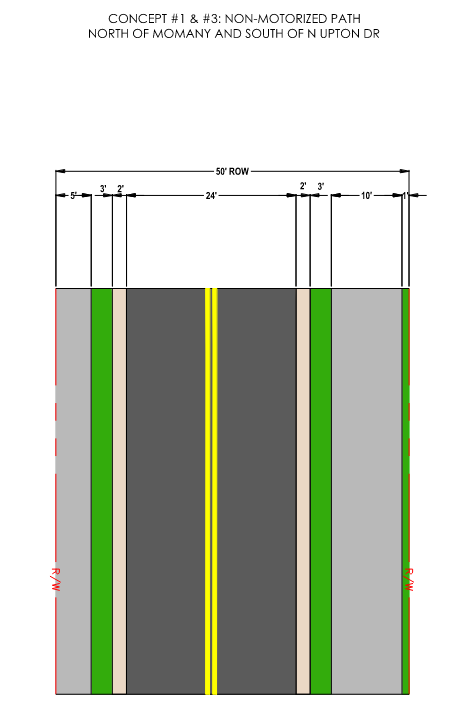 CONCEPT #1 & #3: NON-MOTORIZED PATH
NORTH OF MOMANY AND SOUTH OF N UPTON DR
50' ROW
5' 3' 2' 24' 2' 3' 10' 1'
R/W R/W